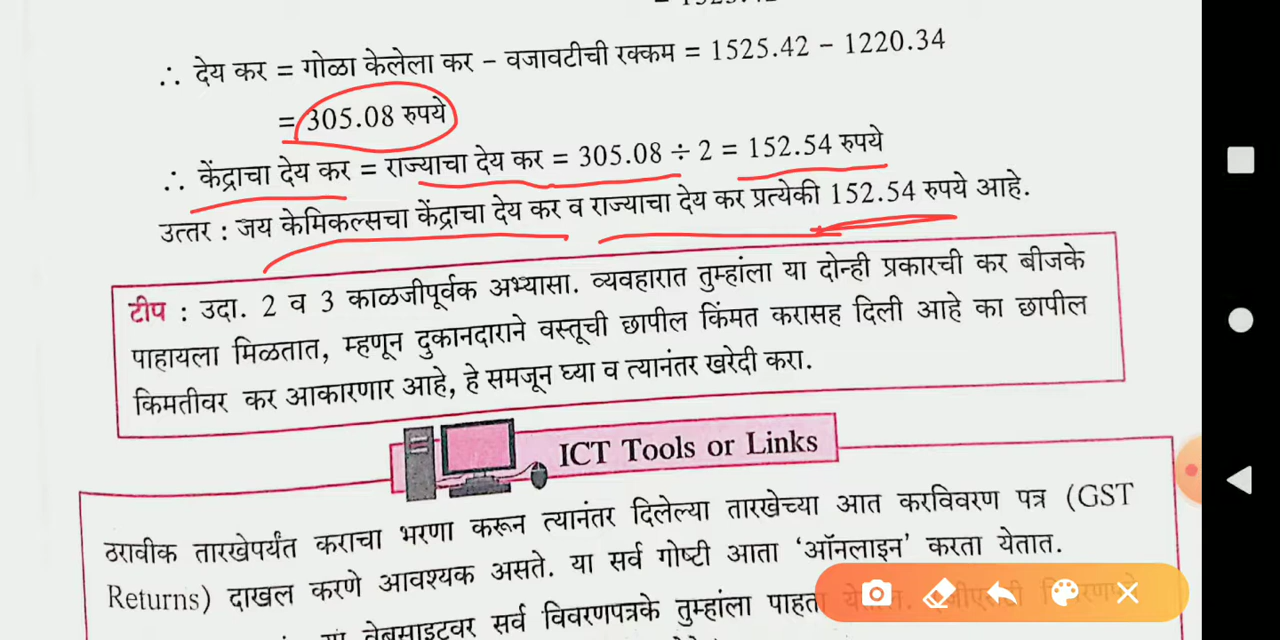 ∴ देय कर = गोळा केलेला कर − वजावटीची रक्कम = 1525.42 − 1220.34
= 305.08 रुपये
∴ केंद्राचा देय कर = राज्याचा देय कर = 305.08 ÷ 2 = 152.54 रुपये
उत्तर : जय केमिकल्सचा केंद्राचा देय कर व राज्याचा देय कर प्रत्येकी 152.54 रुपये आहे.
टीप : उदा. 2 व 3 काळजीपूर्वक अभ्यासा. व्यवहारात तुम्हांला या दोन्ही प्रकारची कर बीजके
पाहायला मिळतात, म्हणून दुकानदाराने वस्तूची छापील किंमत करासह दिली आहे का छापील
किमतीवर कर आकारणार आहे, हे समजून घ्या व त्यानंतर खरेदी करा.
ICT Tools or Links
ठरावीक तारखेपर्यंत कराचा भरणा करून त्यानंतर दिलेल्या तारखेच्या आत करविवरण पत्र (GST
Returns) दाखल करणे आवश्यक असते. या सर्व गोष्टी आता ‘ऑनलाइन’ करता येतात.
वेबसाइटवर सर्व विवरणपत्रके तुम्हांला पाहता